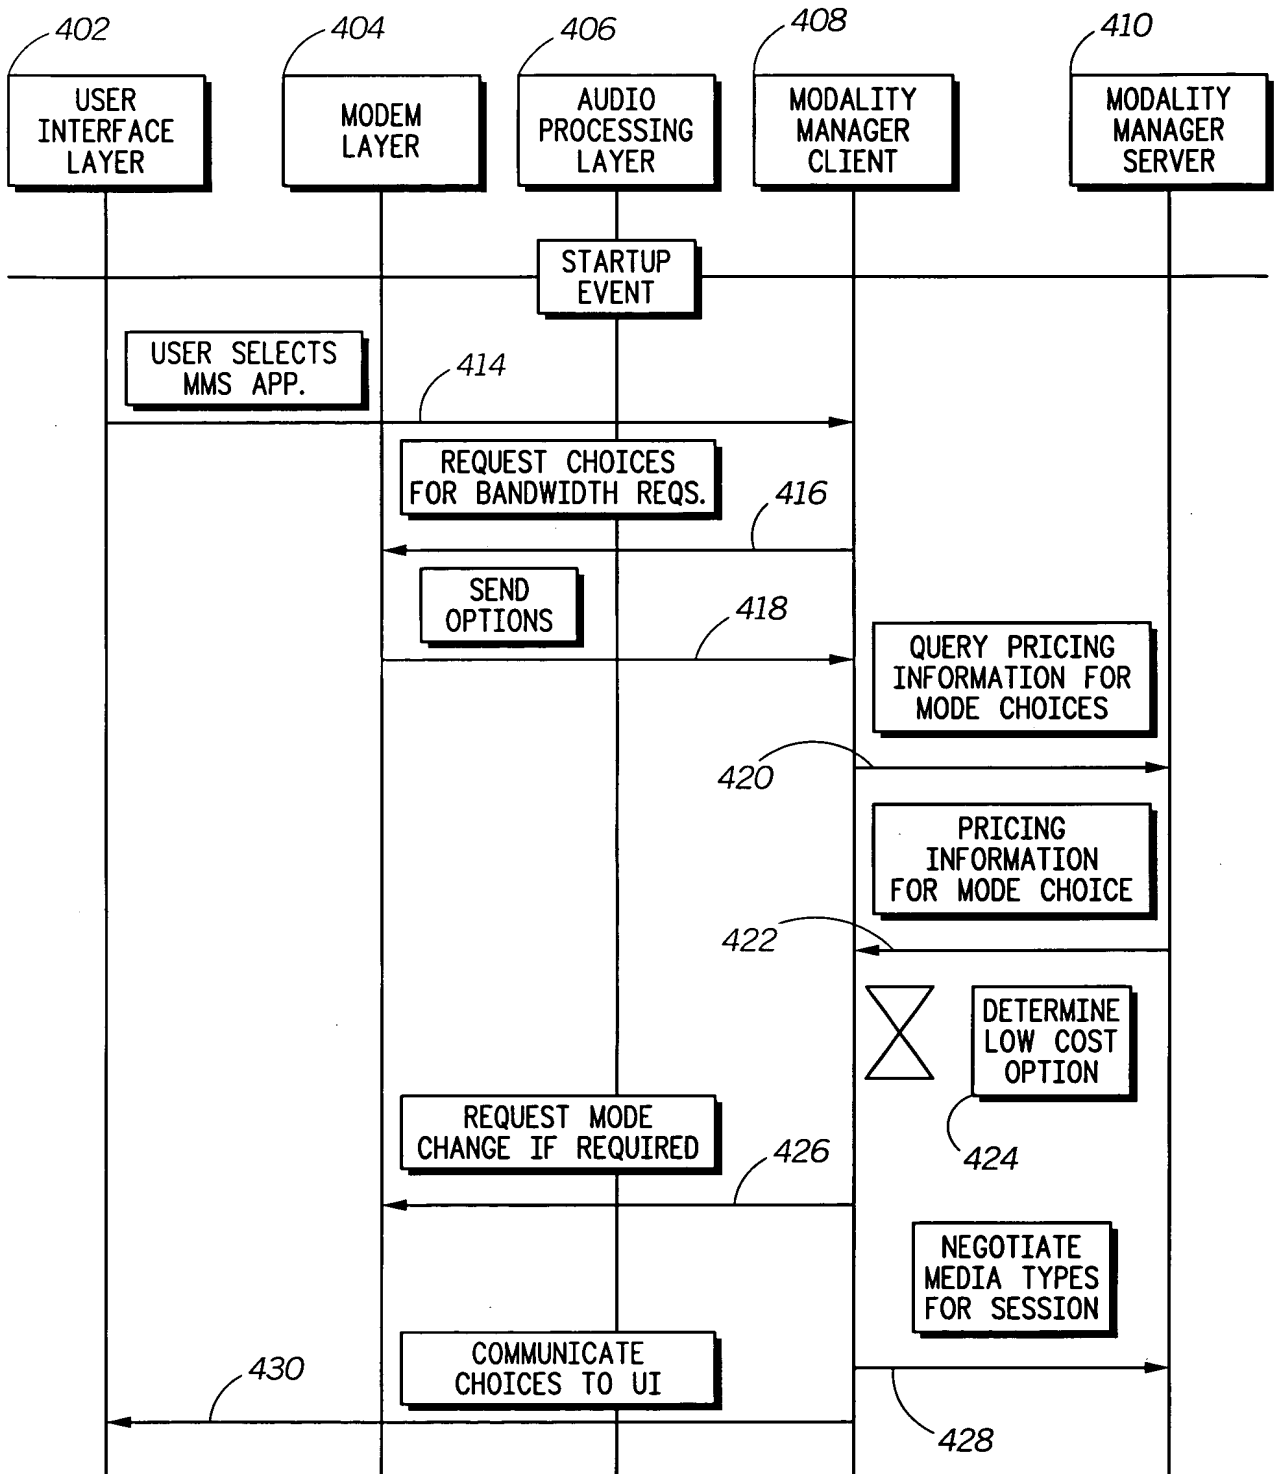 402
404
406
408
410
USER
INTERFACE
LAYER
MODEM
LAYER
AUDIO
PROCESSING
LAYER
MODALITY
MANAGER
CLIENT
MODALITY
MANAGER
SERVER
STARTUP
EVENT
USER SELECTS
MMS APP.
414
REQUEST CHOICES
FOR BANDWIDTH REQS.
416
SEND
OPTIONS
418
QUERY PRICING
INFORMATION FOR
MODE CHOICES
420
PRICING
INFORMATION
FOR MODE CHOICE
422
DETERMINE
LOW COST
OPTION
424
REQUEST MODE
CHANGE IF REQUIRED
426
NEGOTIATE
MEDIA TYPES
FOR SESSION
428
COMMUNICATE
CHOICES TO UI
430